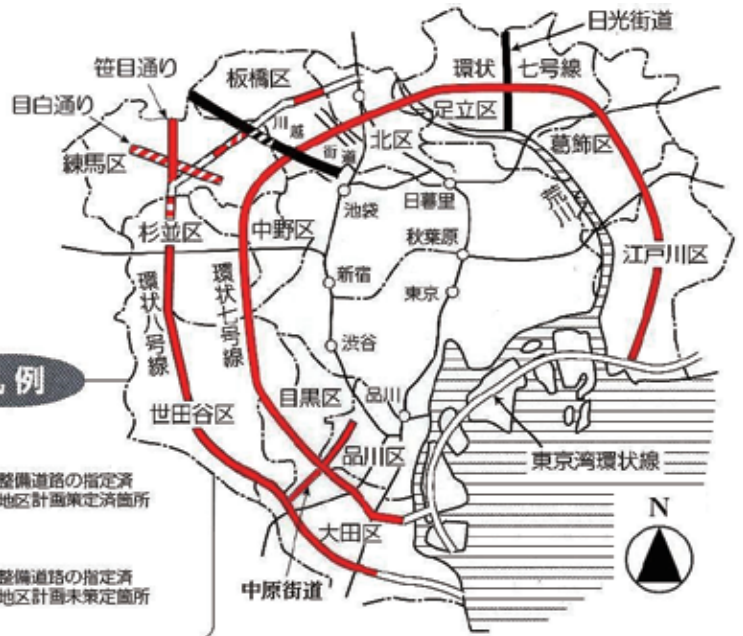 日光街道
笹目通り
板橋区
環状
七号線
目白通り
足立区
川越
街道
北区
葛飾区
練馬区
荒川
池袋
日暮里
杉並区
中野区
秋葉原
江戸川区
環状八号線
環状七号線
新宿
東京
渋谷
例
目黒区
品川
世田谷区
品川区
東京湾環状線
整備道路の指定済
地区計画策定済箇所
N
大田区
整備道路の指定済
地区計画未策定箇所
中原街道